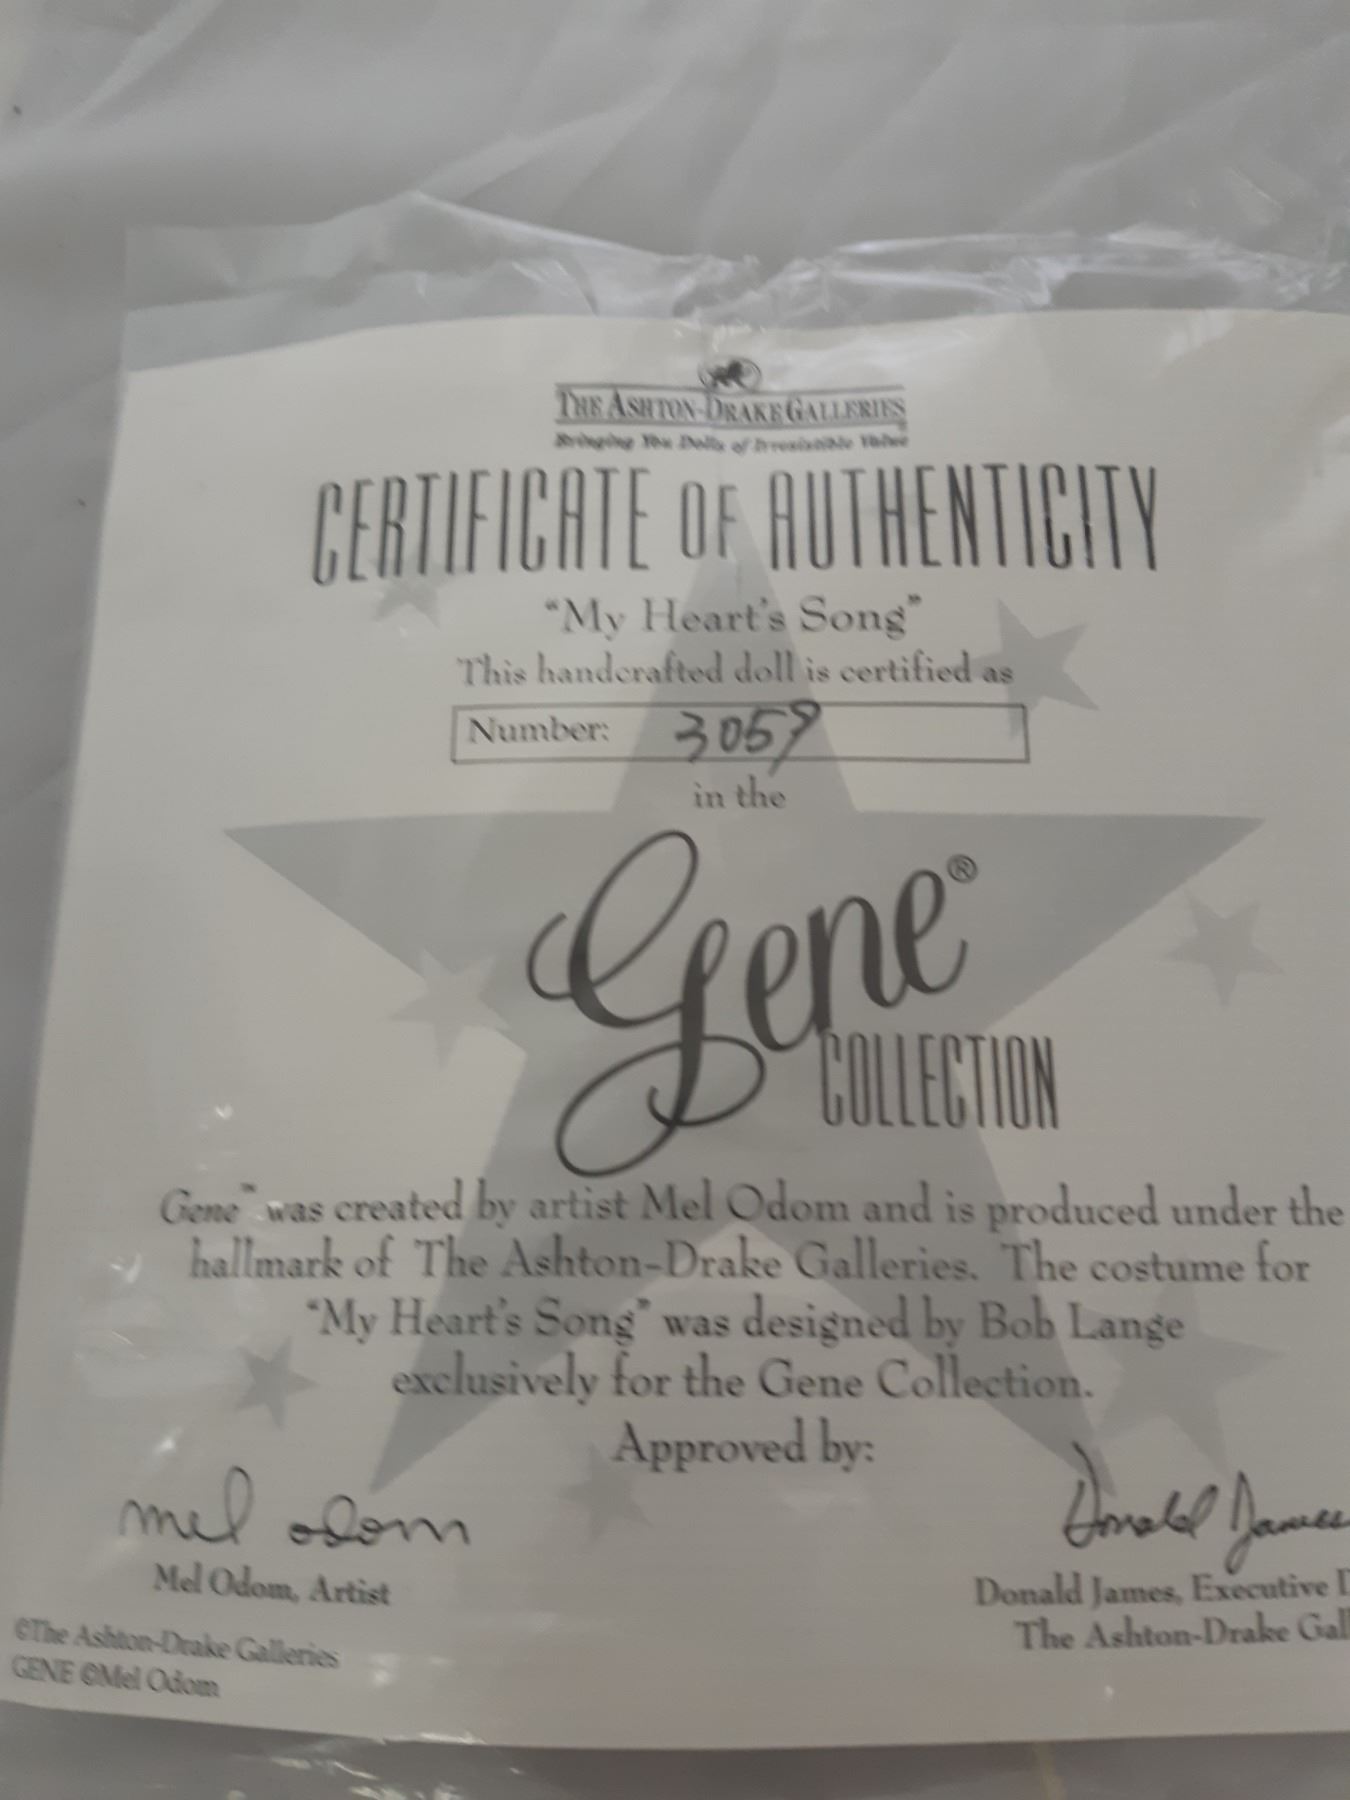 THE ASHTON-DRAKE GALLERIES
Bringing You Dolls of Irresistible Value
CERTIFICATE OF AUTHENTICITY
"My Heart's Song"
This handcrafted doll is certified as
Number: 3059
in the
Gene®
COLLECTION
Gene™ was created by artist Mel Odom and is produced under the
hallmark of The Ashton-Drake Galleries. The costume for
"My Heart's Song" was designed by Bob Lange
exclusively for the Gene Collection.
Approved by:
mel odom
Donald James
Mel Odom, Artist
Donald James, Executive
The Ashton-Drake Gal
©The Ashton-Drake Galleries
GENE ©Mel Odom